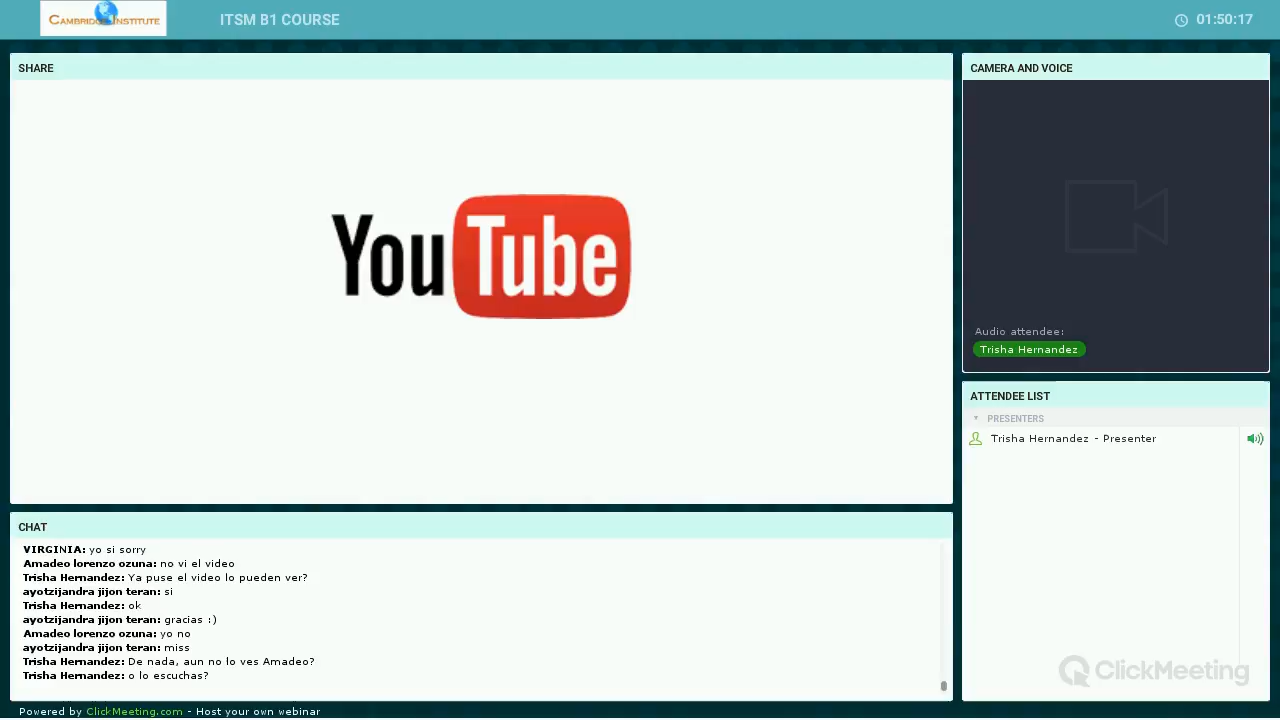 CAMBRIDGE INSTITUTE
ITSM B1 COURSE
01:50:17
SHARE
YouTube
CAMERA AND VOICE
Audio attendee:
Trisha Hernandez
ATTENDEE LIST
PRESENTERS
Trisha Hernandez - Presenter
CHAT
VIRGINIA: yo si sorry
Amadeo lorenzo ozuna: no vi el video
Trisha Hernandez: Ya puse el video lo pueden ver?
ayotzijandra jijon teran: si
Trisha Hernandez: ok
ayotzijandra jijon teran: gracias :)
Amadeo lorenzo ozuna: yo no
ayotzijandra jijon teran: miss
Trisha Hernandez: De nada, aun no lo ves Amadeo?
Trisha Hernandez: o lo escuchas?
ClickMeeting
Powered by ClickMeeting.com - Host your own webinar